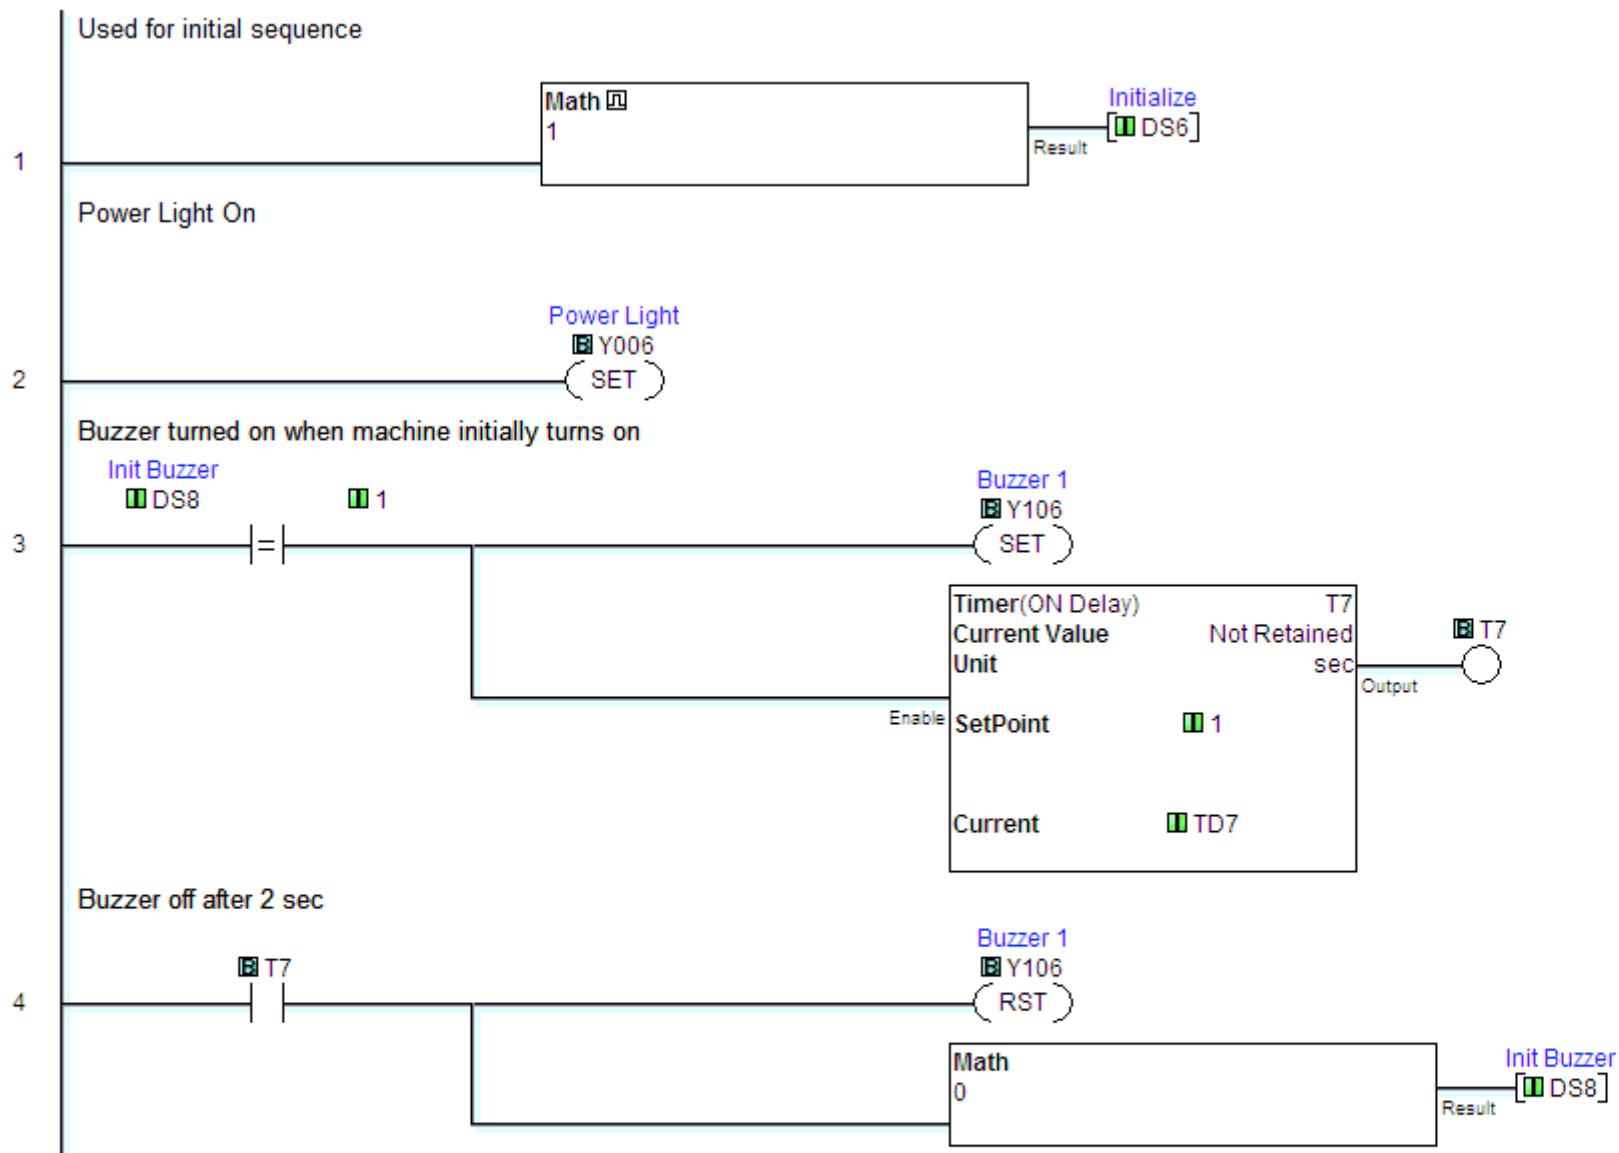 Used for initial sequence
Math
1
Initialize
DS6
Result
1
Power Light On
Power Light
B Y006
SET
2
Buzzer turned on when machine initially turns on
Init Buzzer
DS8 1
=
3
Buzzer 1
B Y106
SET
Timer(ON Delay) T7
Current Value Not Retained
Unit sec
Enable
SetPoint 1
Current TD7
B T7
Output
Buzzer off after 2 sec
B T7
4
Buzzer 1
B Y106
RST
Math
0
Init Buzzer
DS8
Result